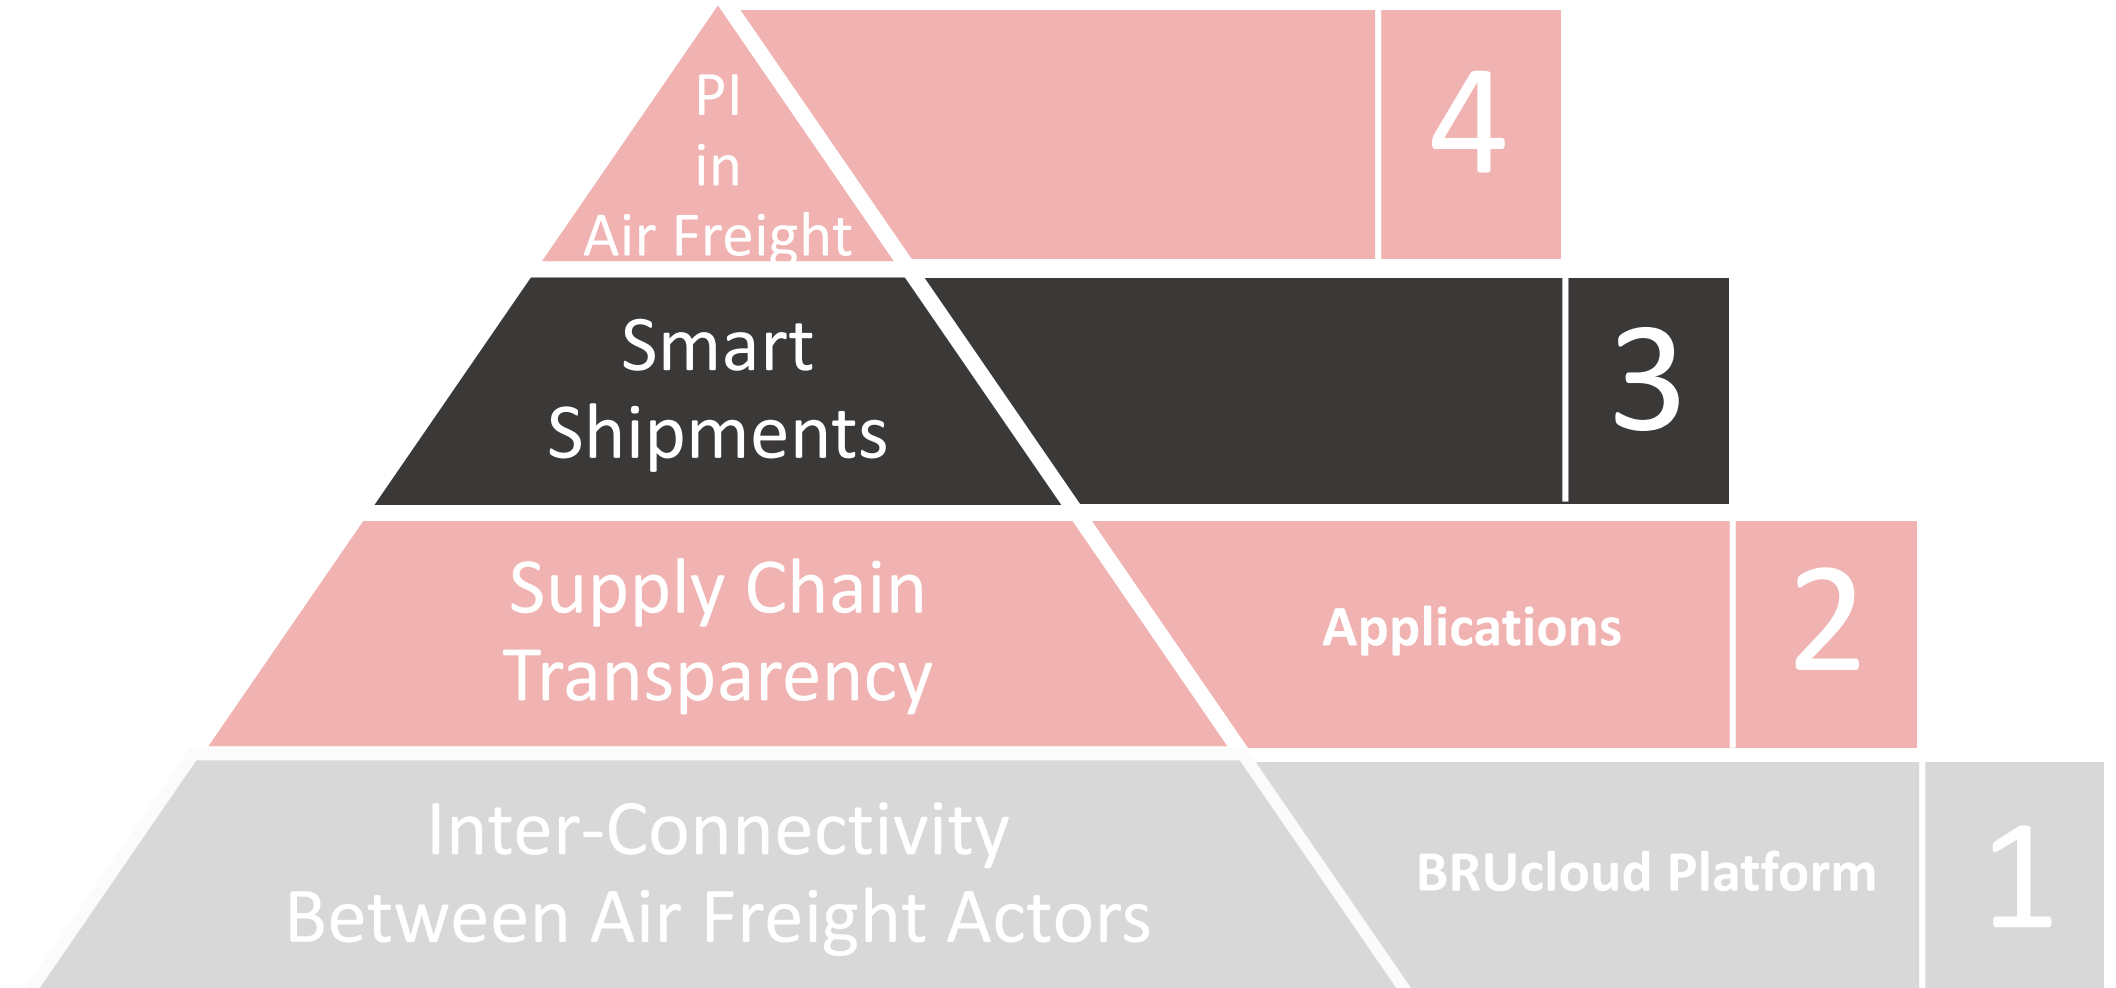 PI
in
Air Freight
4
Smart
Shipments
3
Supply Chain
Transparency
Applications
2
Inter-Connectivity
Between Air Freight Actors
BRUcloud Platform
1